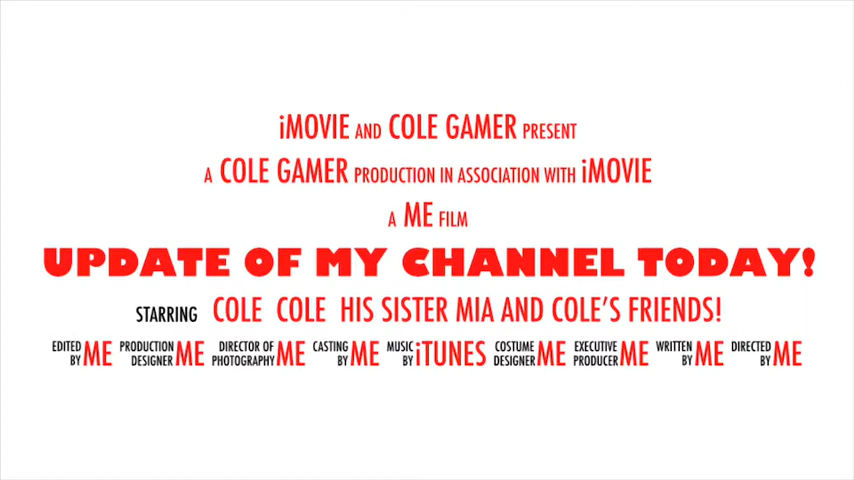 iMOVIE AND COLE GAMER PRESENT
A COLE GAMER PRODUCTION IN ASSOCIATION WITH iMOVIE
A ME FILM
UPDATE OF MY CHANNEL TODAY!
STARRING COLE COLE HIS SISTER MIA AND COLE'S FRIENDS!
EDITED BY ME PRODUCTION DESIGNER ME DIRECTOR OF PHOTOGRAPHY ME CASTING BY ME MUSIC BY iTUNES COSTUME DESIGNER ME EXECUTIVE PRODUCER ME WRITTEN BY ME DIRECTED BY ME